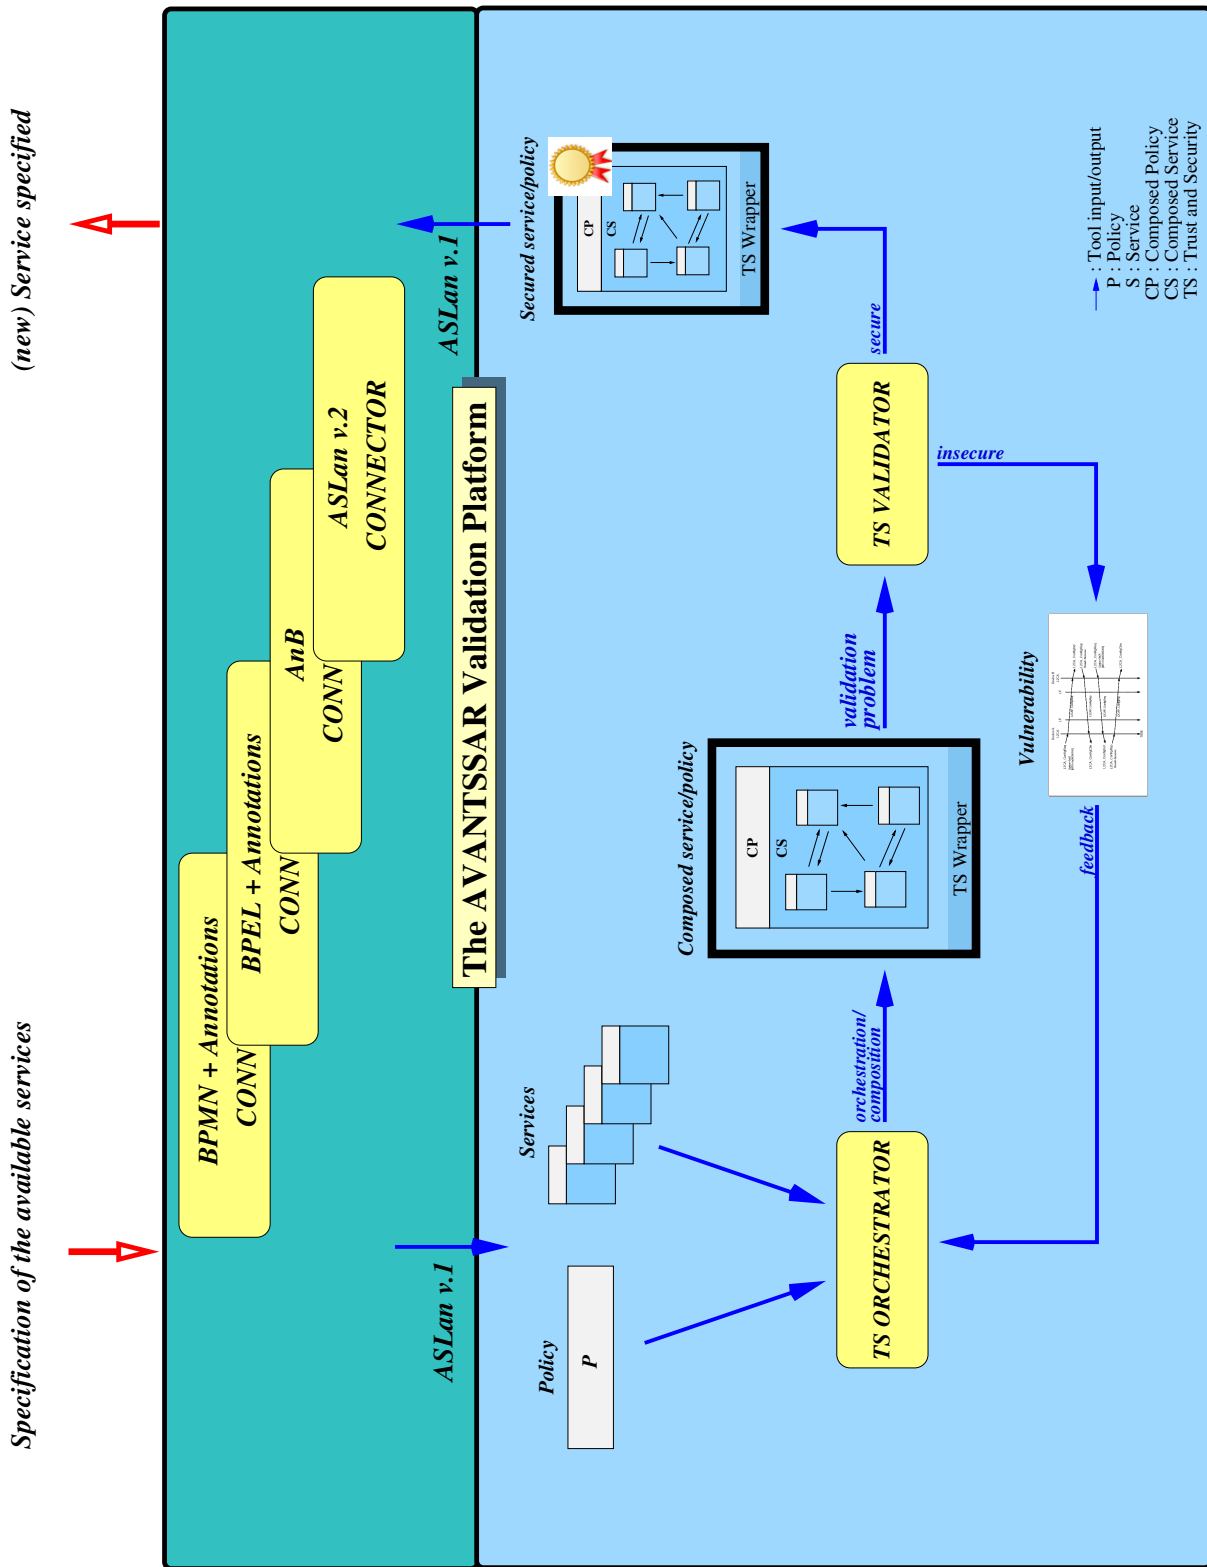 Specification of the available services
(new) Service specified
BPMN + Annotations
CONN
BPEL + Annotations
CONN
AnB
CONN
ASLan v.2
CONNECTOR
ASLan v.1
ASLan v.1
The AVANTSSAR Validation Platform
Policy
P
Services
Composed service/policy
CP
CS
TS Wrapper
Secured service/policy
CP
CS
TS Wrapper
TS ORCHESTRATOR
orchestration/
composition
validation
problem
TS VALIDATOR
secure
insecure
Vulnerability
feedback
: Tool input/output
P : Policy
S : Service
CP : Composed Policy
CS : Composed Service
TS : Trust and Security